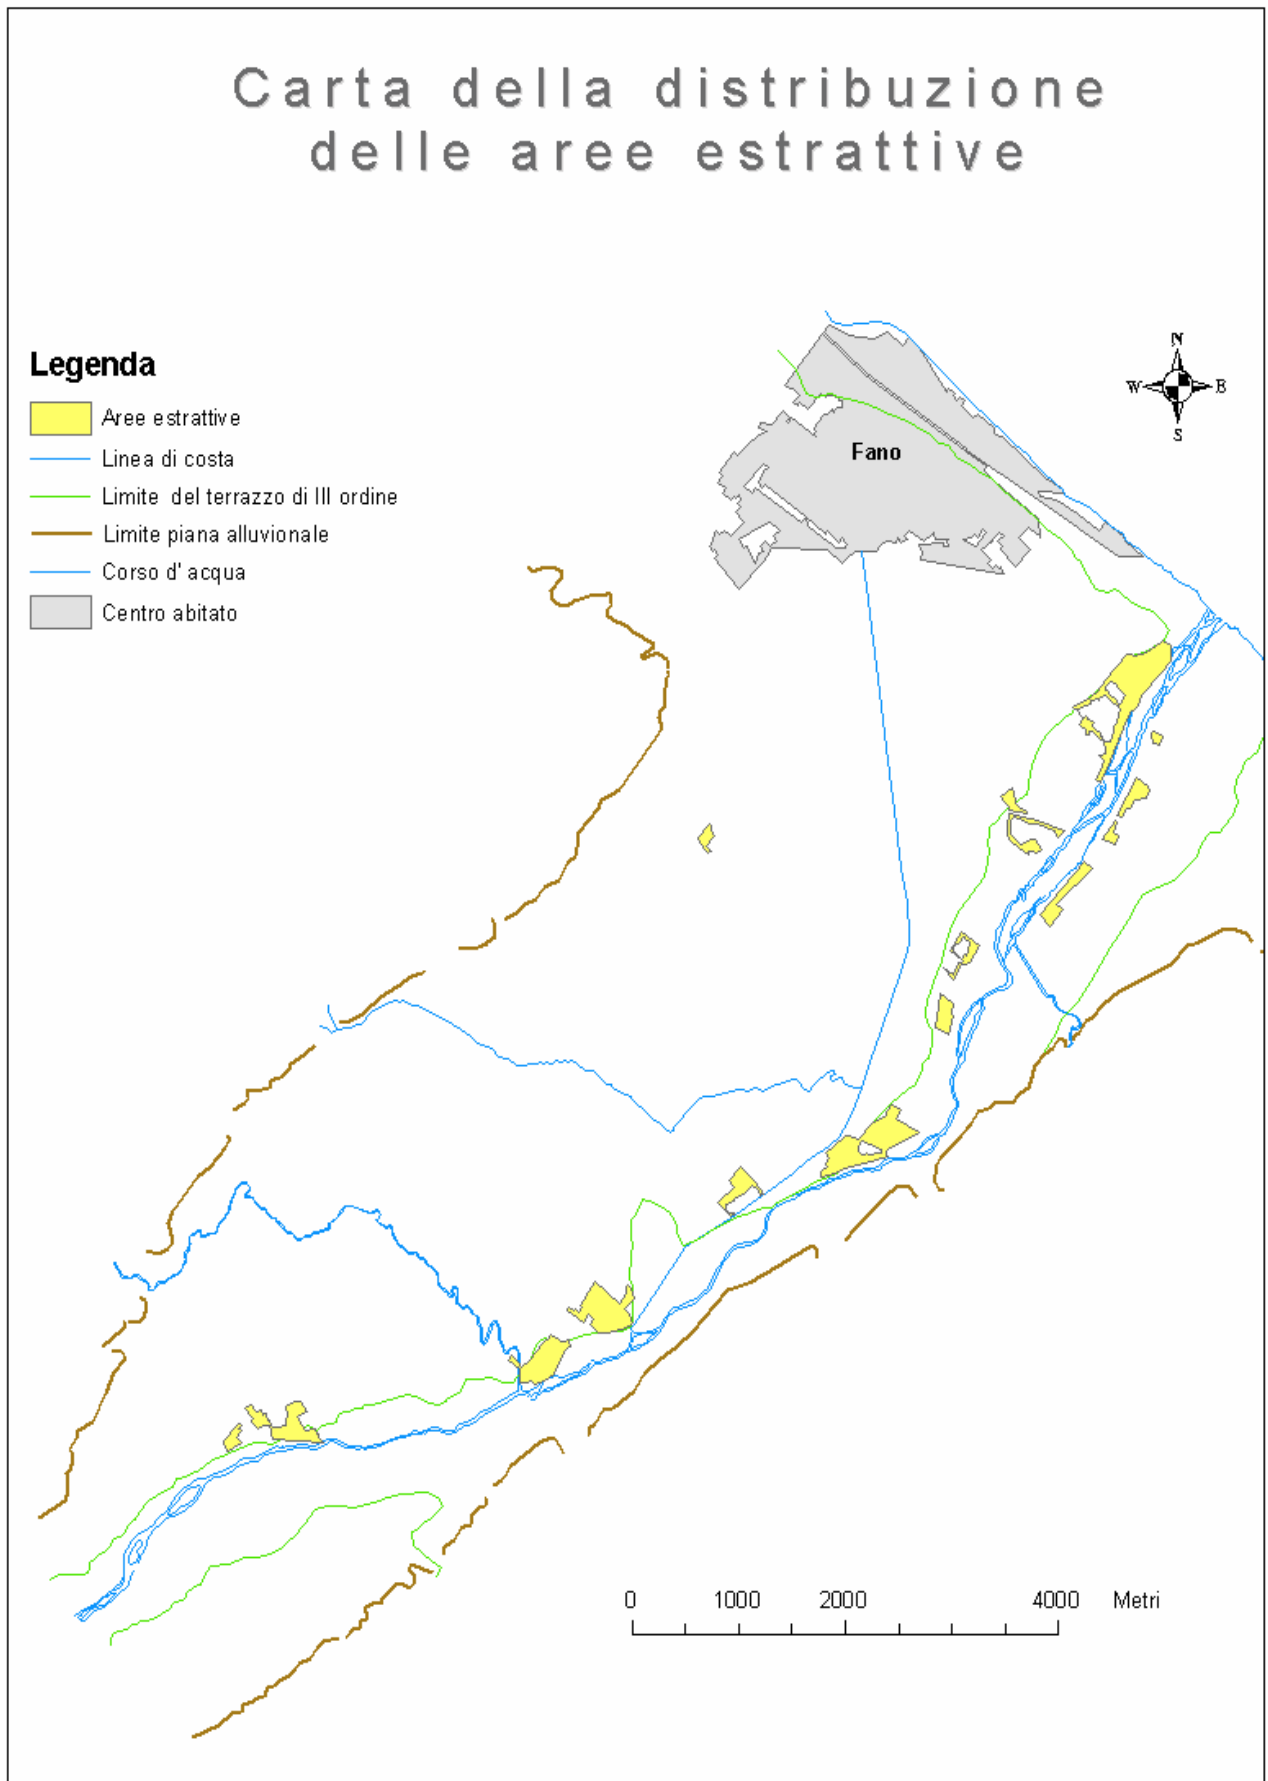 Carta della distribuzione
delle aree estrattive
Legenda
Aree estrattive
Linea di costa
Limite del terrazzo di III ordine
Limite piana alluvionale
Corso d' acqua
Centro abitato
N
W E
S
Fano
0 1000 2000 4000 Metri